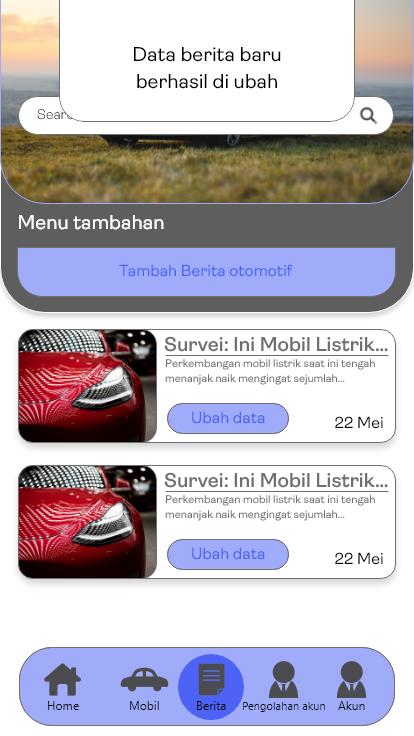 Data berita baru
berhasil di ubah
Menu tambahan
Tambah Berita otomotif
Survei: Ini Mobil Listrik...
Perkembangan mobil listrik saat ini tengah
menanjak naik mengingat sejumlah...
Ubah data
22 Mei
Survei: Ini Mobil Listrik...
Perkembangan mobil listrik saat ini tengah
menanjak naik mengingat sejumlah...
Ubah data
22 Mei
Home
Mobil
Berita
Pengolahan akun
Akun